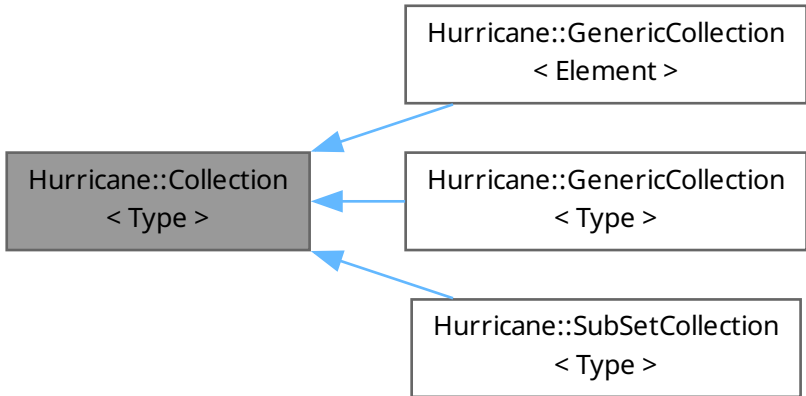 Hurricane::GenericCollection
< Element >
Hurricane::Collection
< Type >
Hurricane::GenericCollection
< Type >
Hurricane::SubSetCollection
< Type >